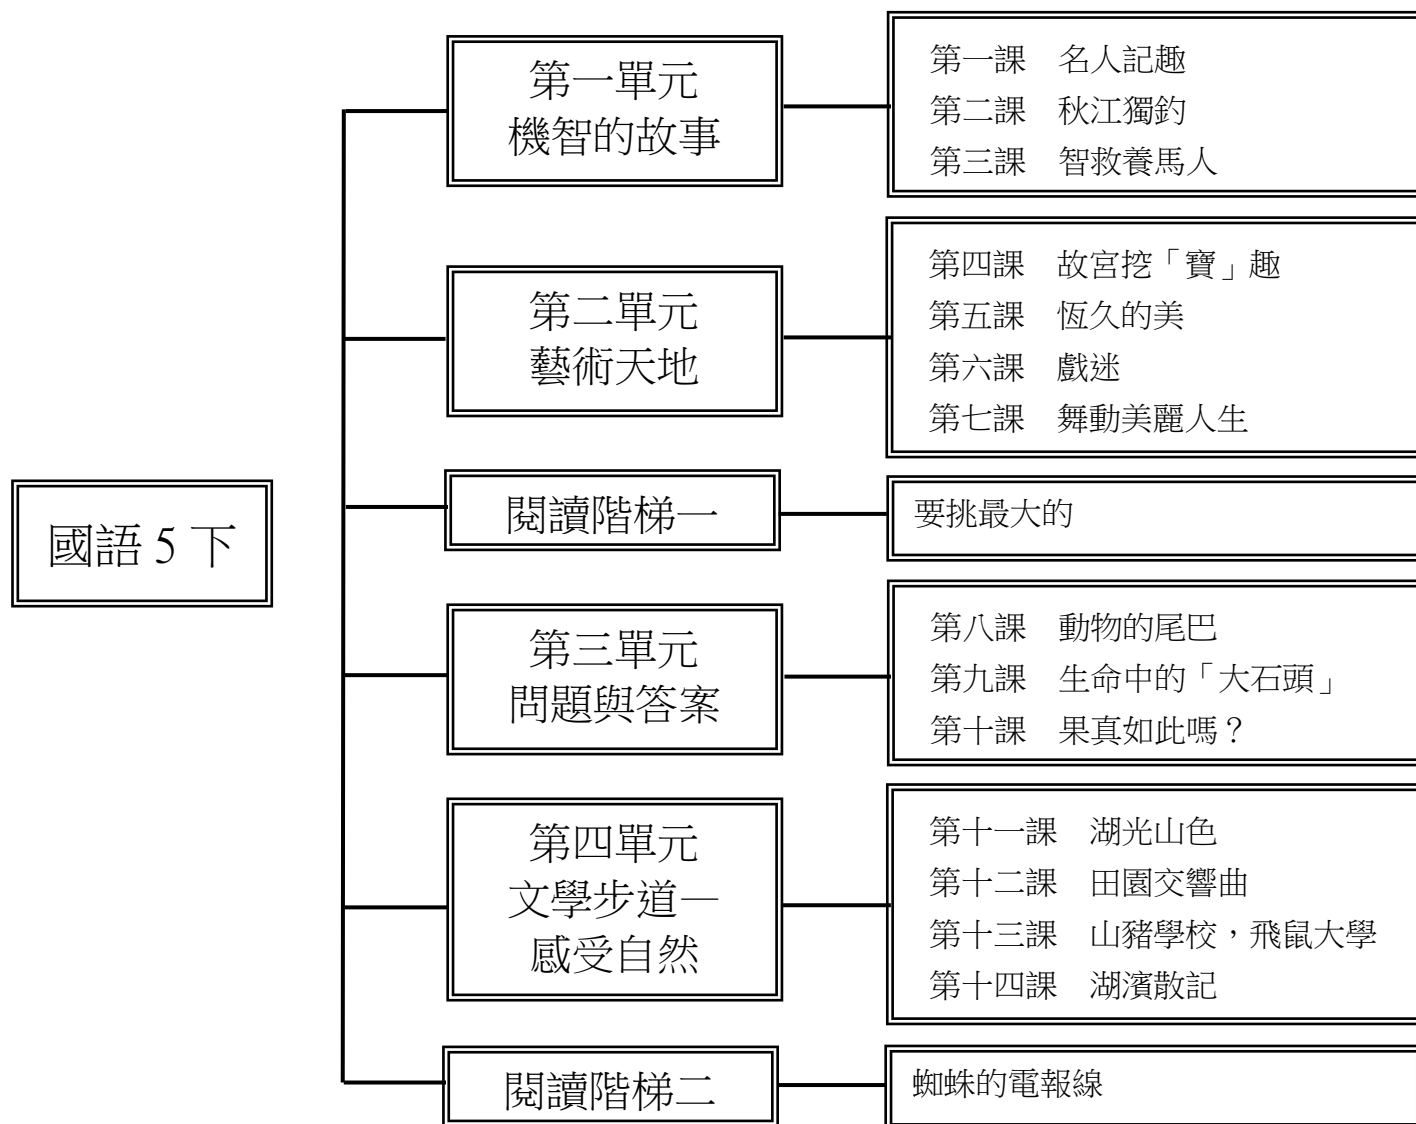 國語 5 下
第一單元
機智的故事
第一課 名人記趣
第二課 秋江獨釣
第三課 智救養馬人
第二單元
藝術天地
第四課 故宮挖「寶」趣
第五課 恆久的美
第六課 戲迷
第七課 舞動美麗人生
閱讀階梯一
要挑最大的
第三單元
問題與答案
第八課 動物的尾巴
第九課 生命中的「大石頭」
第十課 果真如此嗎？
第四單元
文學步道—
感受自然
第十一課 湖光山色
第十二課 田園交響曲
第十三課 山豬學校，飛鼠大學
第十四課 湖濱散記
閱讀階梯二
蜘蛛的電報線